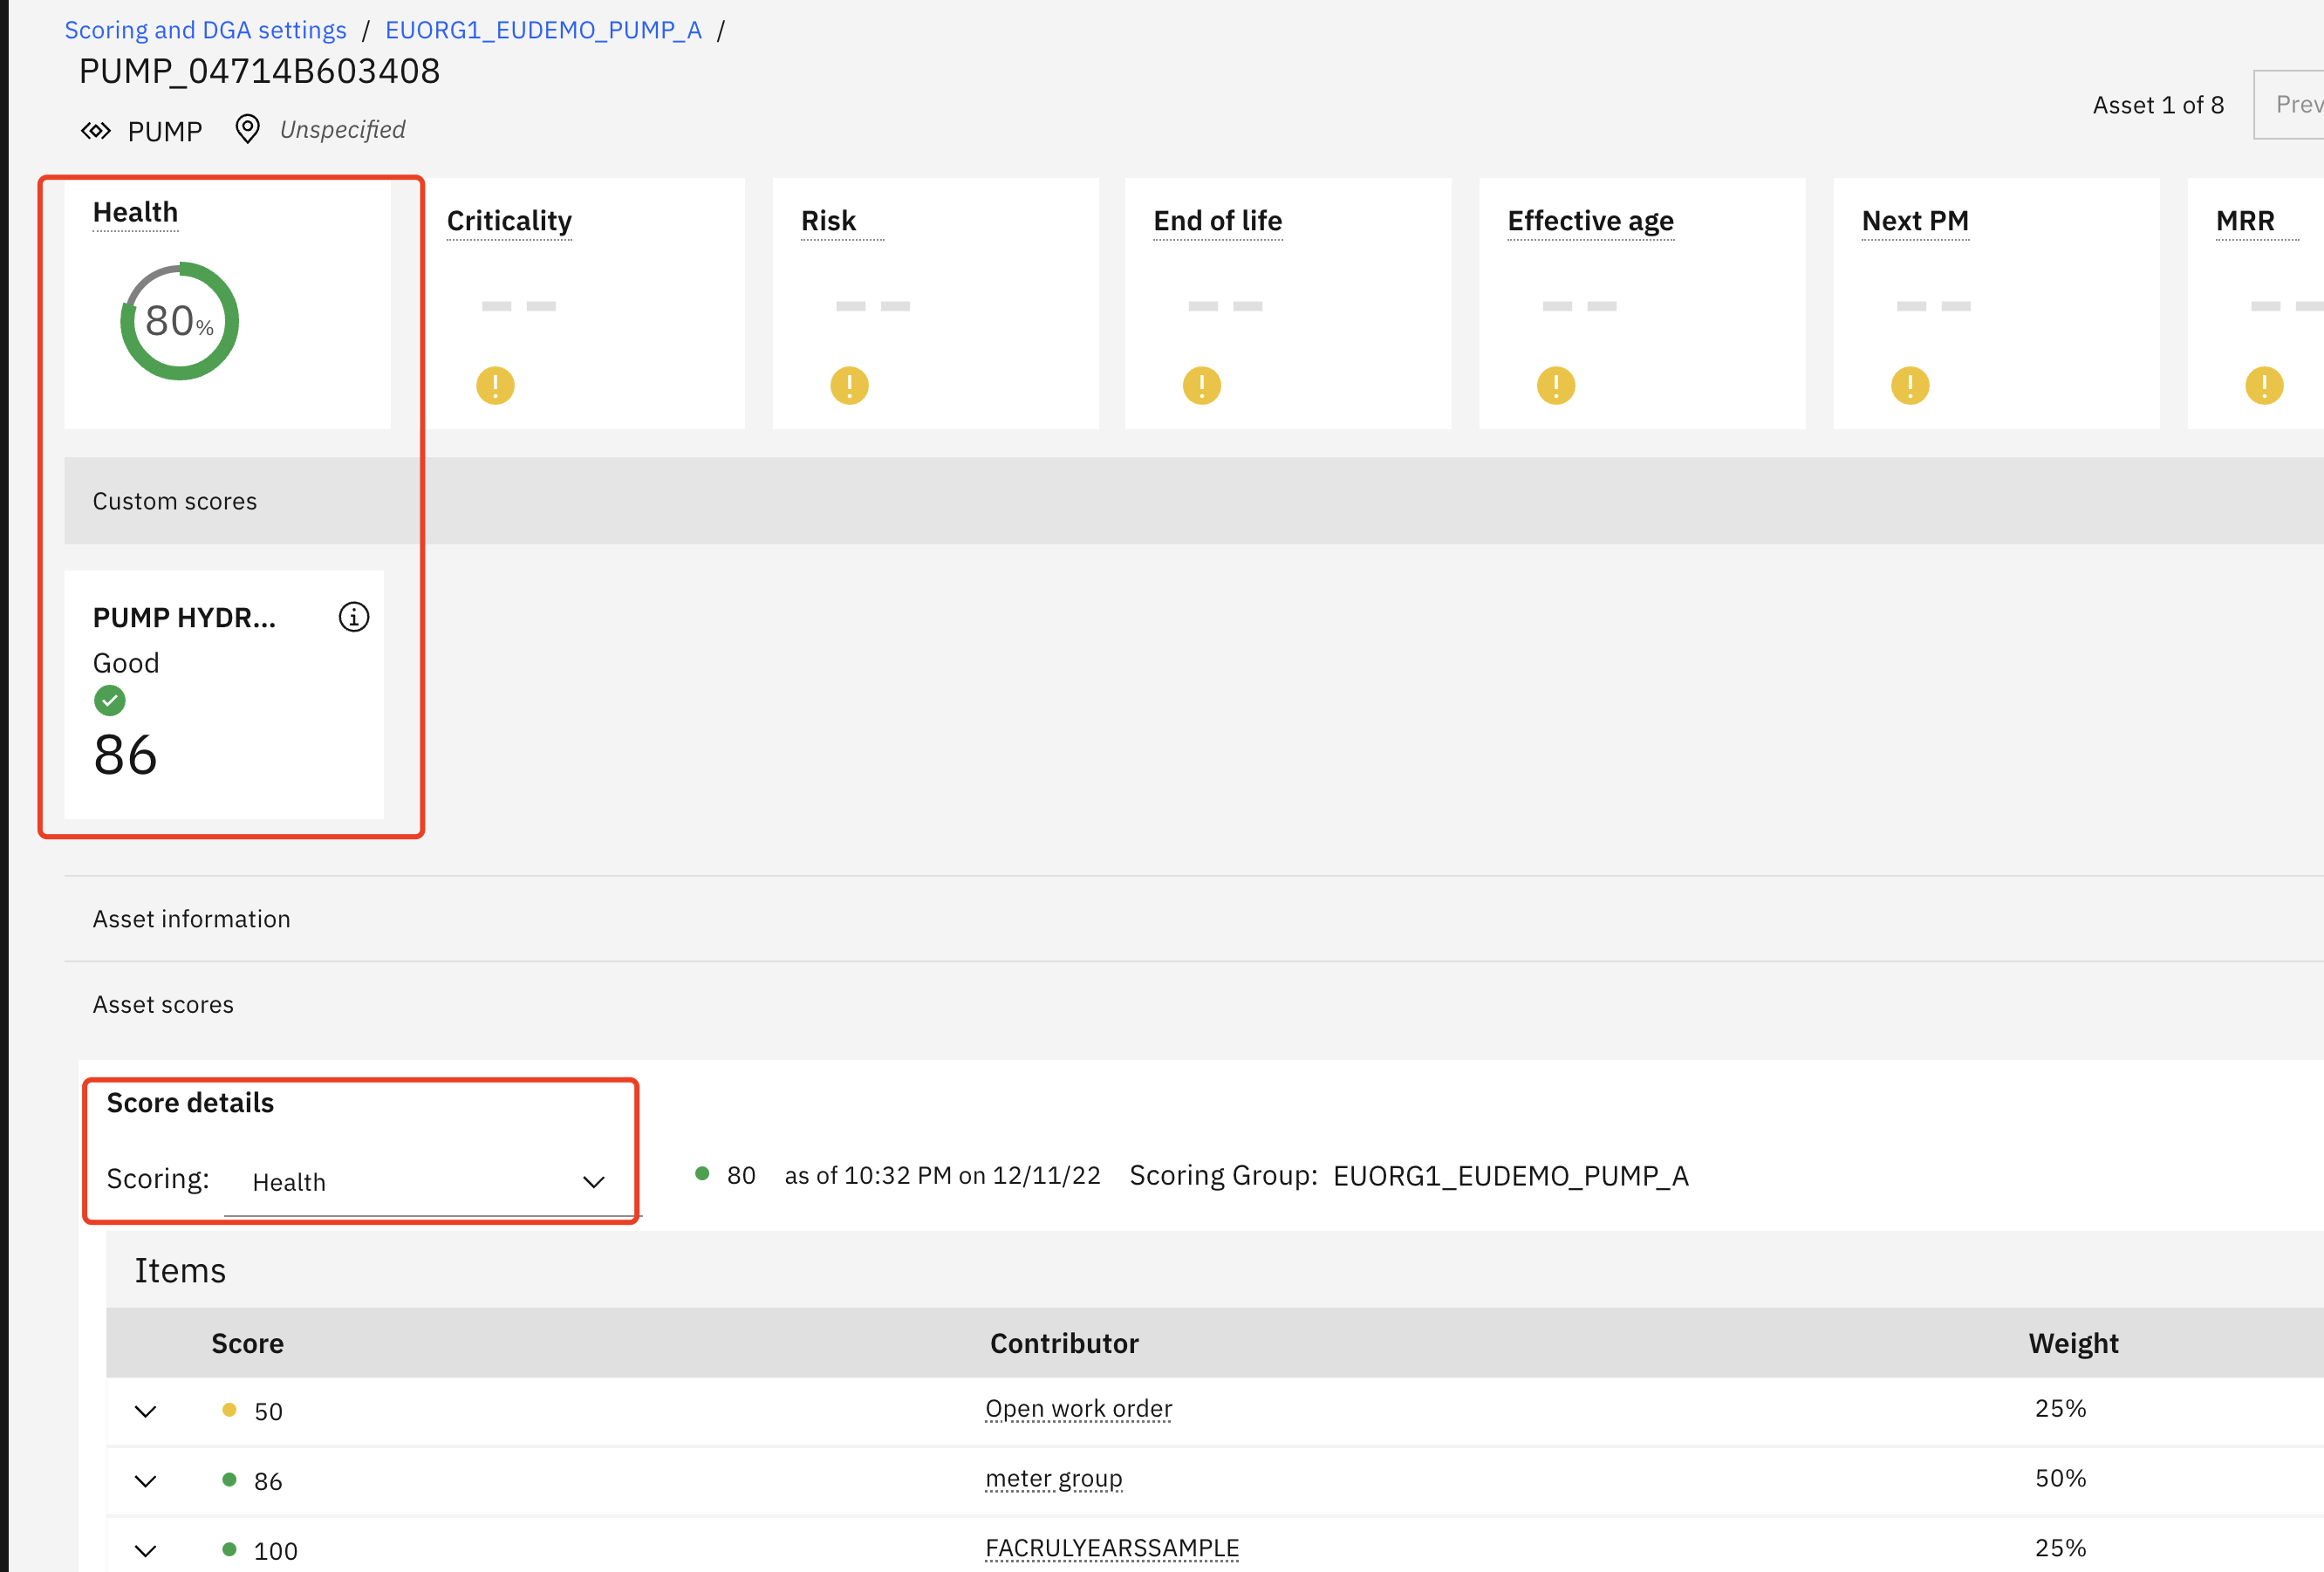 Scoring and DGA settings / EUORG1_EUDEMO_PUMP_A /
PUMP_04714B603408
PUMP Unspecified
Asset 1 of 8
Prev
Health
80%
Criticality
Risk
End of life
Effective age
Next PM
MRR
Custom scores
PUMP HYDR...
Good
86
Asset information
Asset scores
Score details
Scoring: Health
80 as of 10:32 PM on 12/11/22 Scoring Group: EUORG1_EUDEMO_PUMP_A
Items
Score Contributor Weight
50 Open work order 25%
86 meter group 50%
100 FACRULYEARSSAMPLE 25%